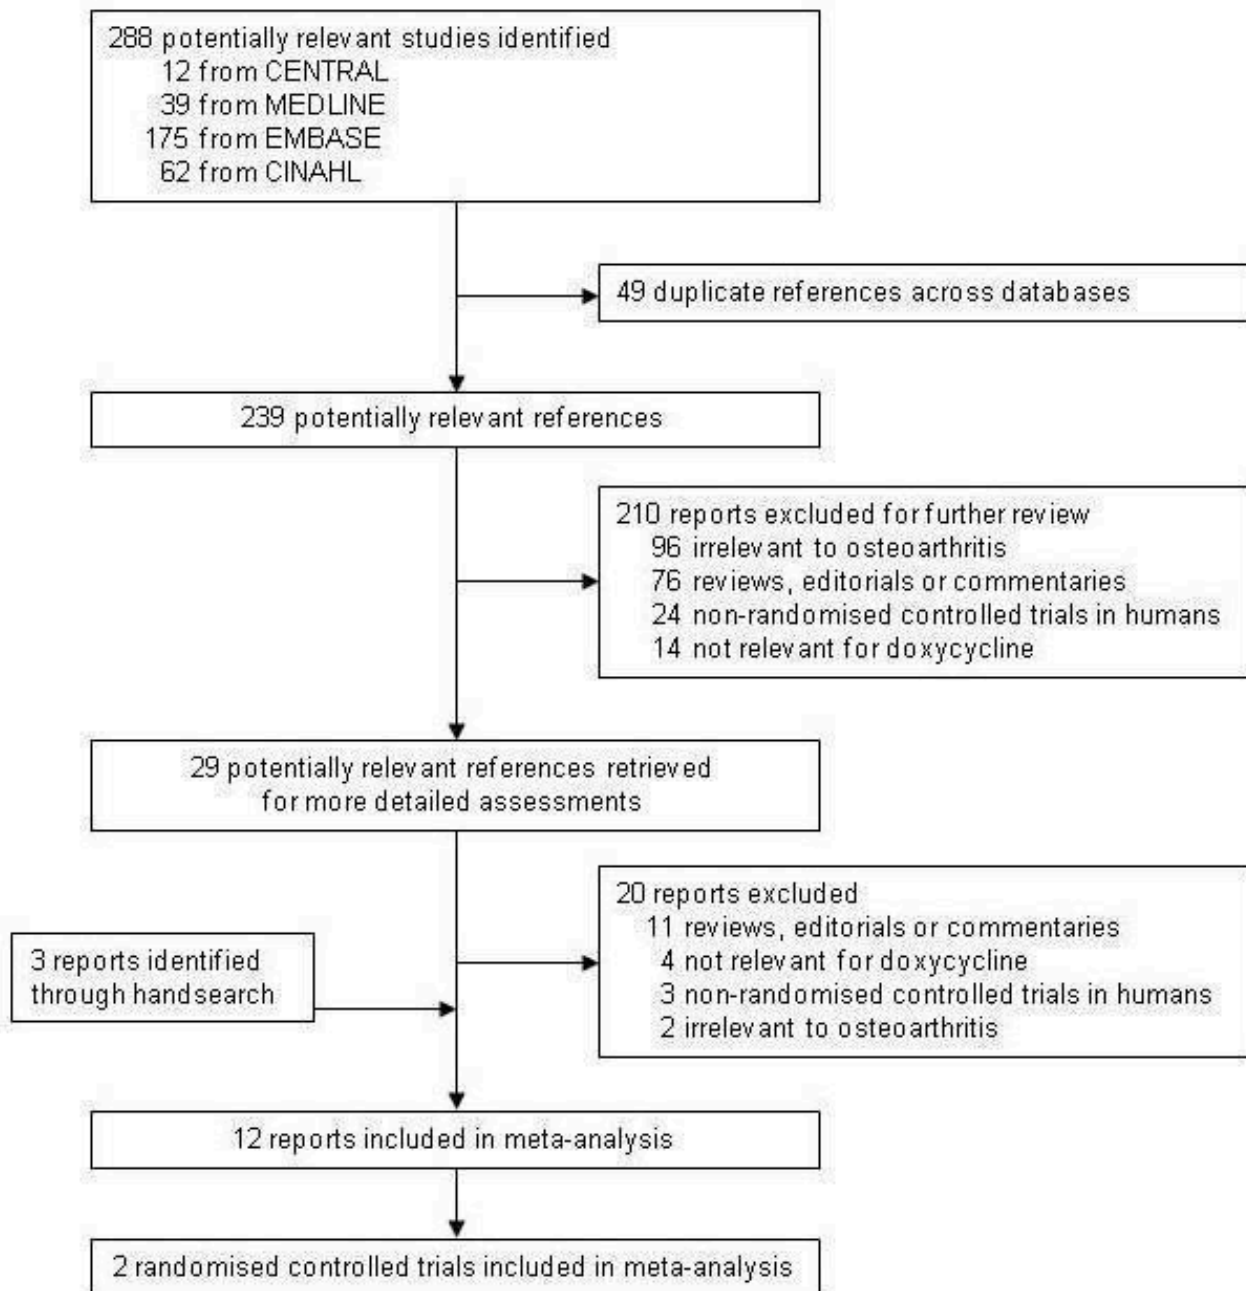 288 potentially relevant studies identified
12 from CENTRAL
39 from MEDLINE
175 from EMBASE
62 from CINAHL
49 duplicate references across databases
239 potentially relevant references
210 reports excluded for further review
96 irrelevant to osteoarthritis
76 reviews, editorials or commentaries
24 non-randomised controlled trials in humans
14 not relevant for doxycycline
29 potentially relevant references retrieved
for more detailed assessments
20 reports excluded
11 reviews, editorials or commentaries
4 not relevant for doxycycline
3 non-randomised controlled trials in humans
2 irrelevant to osteoarthritis
3 reports identified
through handsearch
12 reports included in meta-analysis
2 randomised controlled trials included in meta-analysis